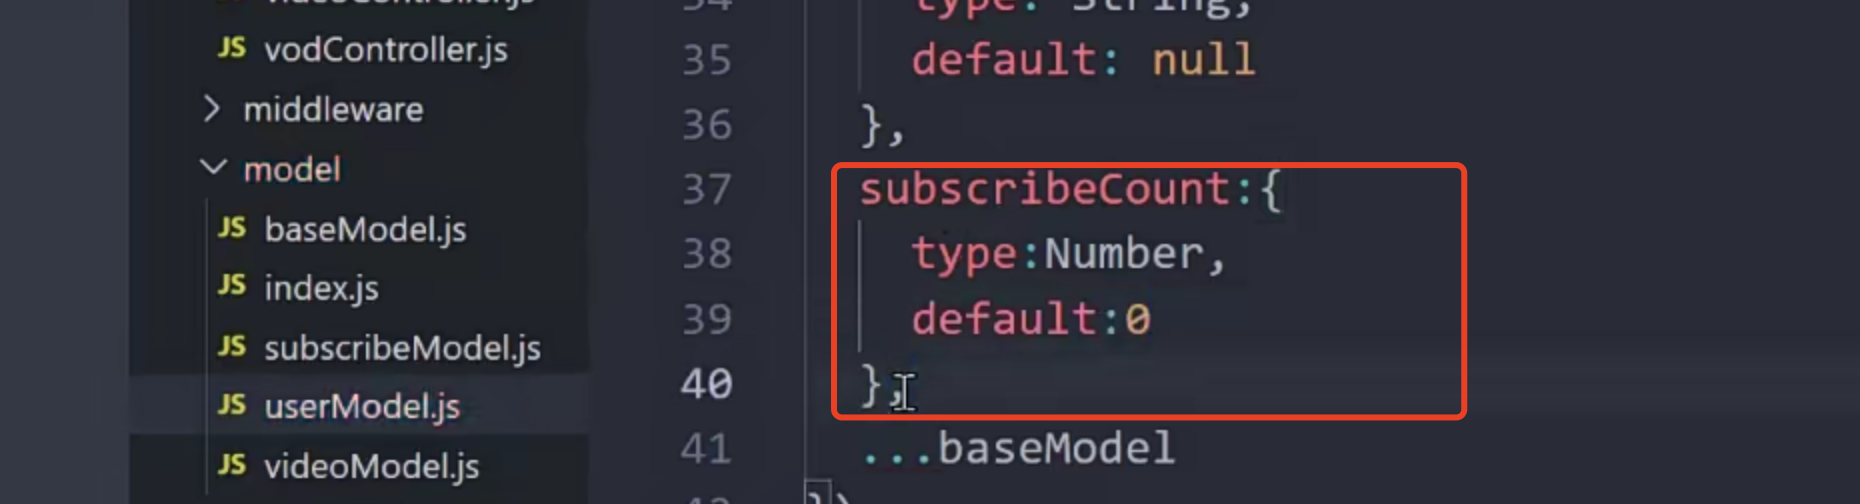 videoController.js
JS vodController.js
middleware
model
JS baseModel.js
JS index.js
JS subscribeModel.js
JS userModel.js
JS videoModel.js
34 type: String,
35 default: null
36 },
37 subscribeCount:{
38 type:Number,
39 default:0
40 },
41 ...baseModel
42 })